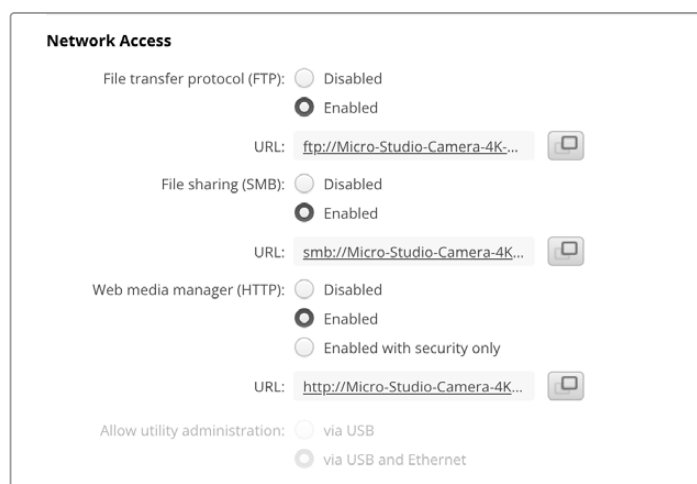 Network Access
File transfer protocol (FTP): Disabled
Enabled
URL: ftp://Micro-Studio-Camera-4K-...
File sharing (SMB): Disabled
Enabled
URL: smb://Micro-Studio-Camera-4K...
Web media manager (HTTP): Disabled
Enabled
Enabled with security only
URL: http://Micro-Studio-Camera-4K...
Allow utility administration: via USB
via USB and Ethernet